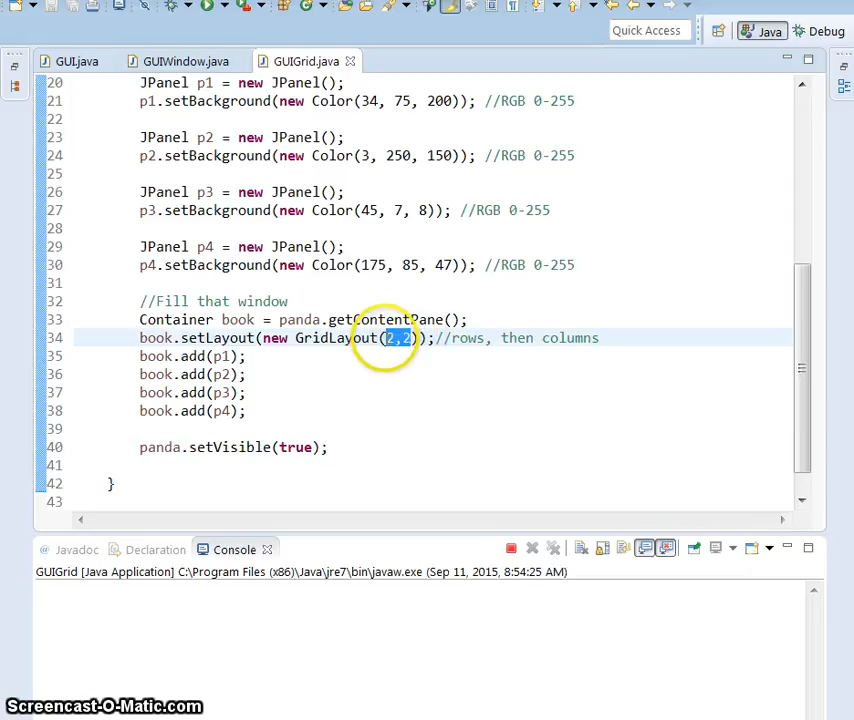 Quick Access
Java
Debug
GUI.java
GUIWindow.java
GUIGrid.java
20 JPanel p1 = new JPanel();
21 p1.setBackground(new Color(34, 75, 200)); //RGB 0-255
22
23 JPanel p2 = new JPanel();
24 p2.setBackground(new Color(3, 250, 150)); //RGB 0-255
25
26 JPanel p3 = new JPanel();
27 p3.setBackground(new Color(45, 7, 8)); //RGB 0-255
28
29 JPanel p4 = new JPanel();
30 p4.setBackground(new Color(175, 85, 47)); //RGB 0-255
31
32 //Fill that window
33 Container book = panda.getContentPane();
34 book.setLayout(new GridLayout(2,2));//rows, then columns
35 book.add(p1);
36 book.add(p2);
37 book.add(p3);
38 book.add(p4);
39
40 panda.setVisible(true);
41
42 }
43
@ Javadoc
Declaration
Console
GUIGrid [Java Application] C:\Program Files (x86)\Java\jre7\bin\javaw.exe (Sep 11, 2015, 8:54:25 AM)
Screencast-O-Matic.com